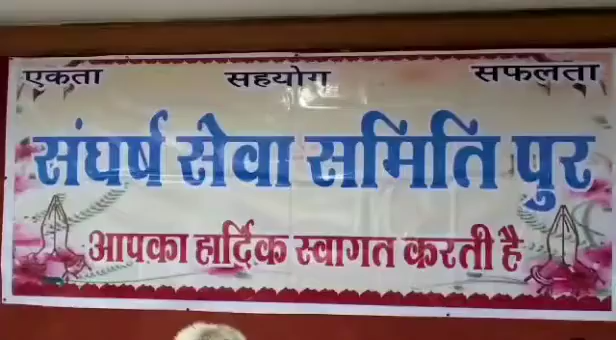 एकता सहयोग सफलता
संघर्ष सेवा समिति पुर
आपका हार्दिक स्वागत करती है